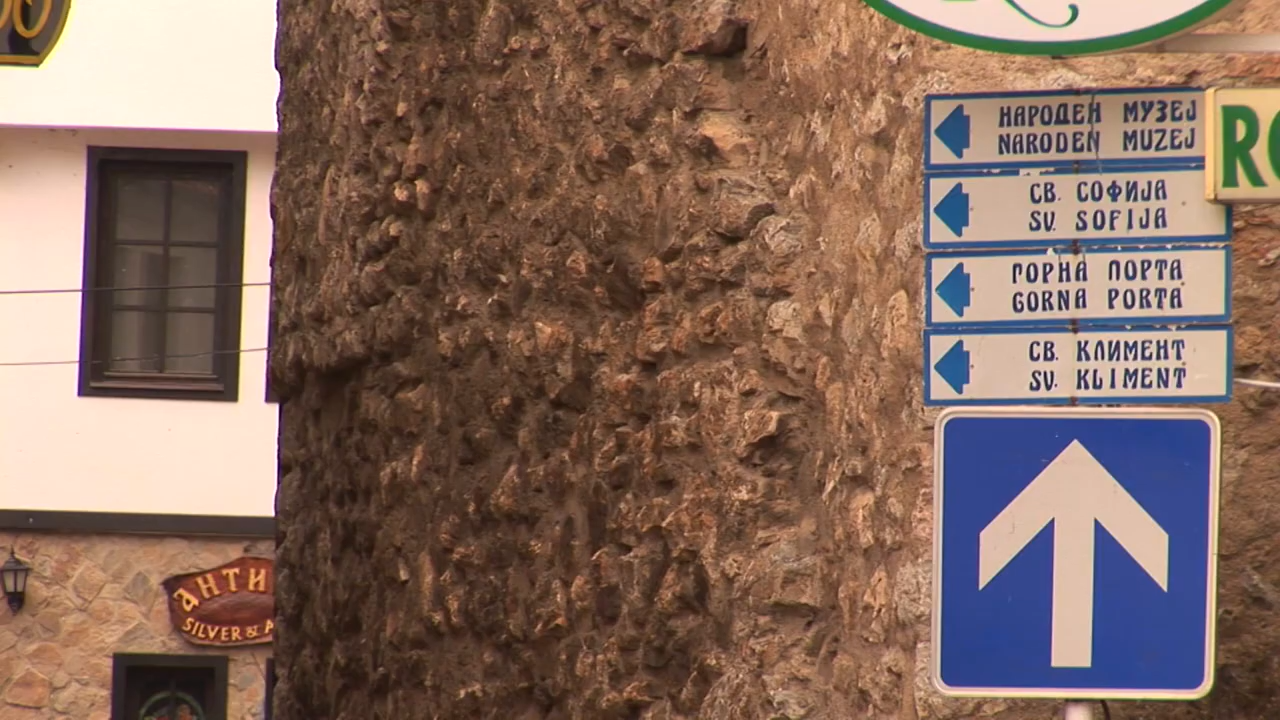 НАРОДЕН МУЗЕЈ
NARODEN MUZEJ
СВ. СОФИЈА
SV. SOFIJA
ГОРНА ПОРТА
GORNA PORTA
СВ. КЛИМЕНТ
SV. KLIMENT
SILVER &